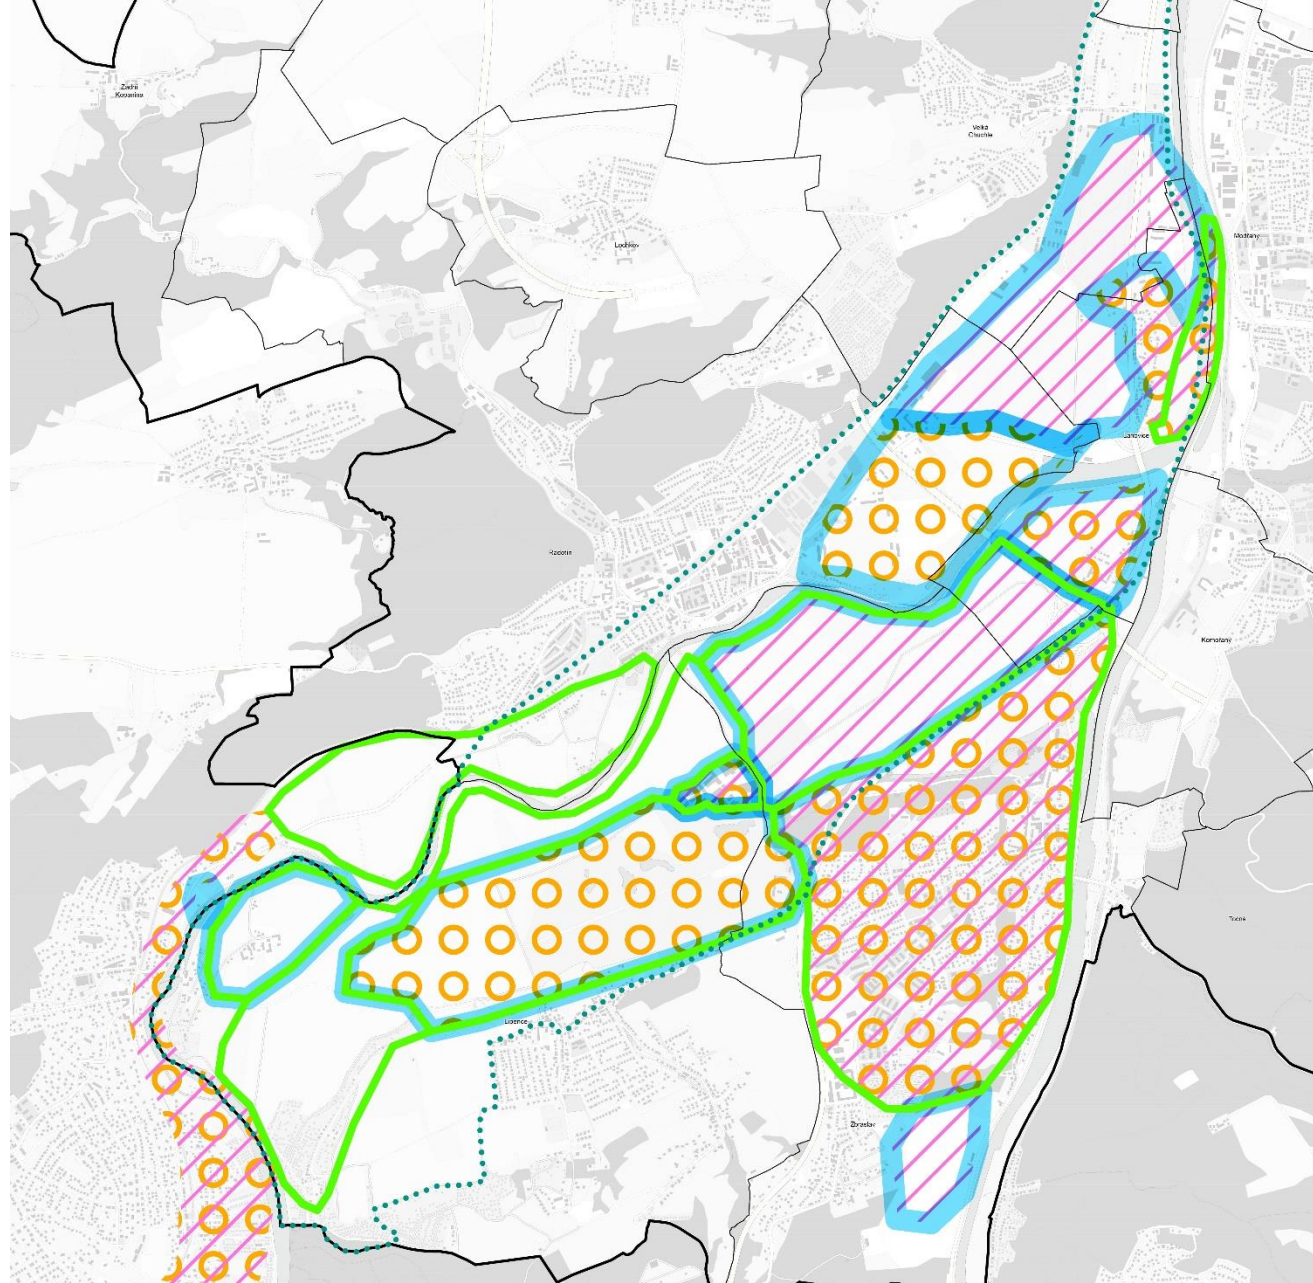 Zadní
Kopanina
Velká
Chuchle
Lochkov
Modřany
Lahovice
Radotín
Komořany
Točná
Lipence
Zbraslav